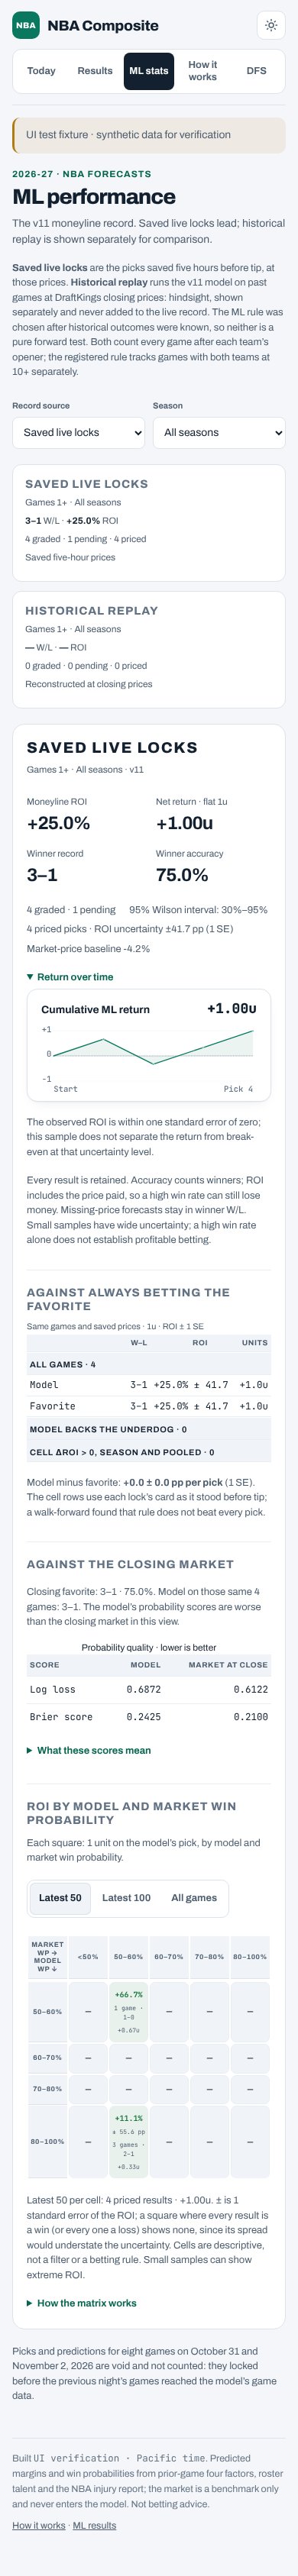 NBA
NBA Composite
Today
Results
ML stats
How it
works
DFS
UI test fixture · synthetic data for verification
2026-27 · NBA FORECASTS
ML performance
The v11 moneyline record. Saved live locks lead; historical
replay is shown separately for comparison.
Saved live locks are the picks saved five hours before tip, at
those prices. Historical replay runs the v11 model on past
games at DraftKings closing prices: hindsight, shown
separately and never added to the live record. The ML rule was
chosen after historical outcomes were known, so neither is a
pure forward test. Both count every game after each team's
opener; the registered rule tracks games with both teams at
10+ separately.
Record source
Season
Saved live locks
All seasons
SAVED LIVE LOCKS
Games 1+ · All seasons
3–1 W/L · +25.0% ROI
4 graded · 1 pending · 4 priced
Saved five-hour prices
HISTORICAL REPLAY
Games 1+ · All seasons
— W/L · — ROI
0 graded · 0 pending · 0 priced
Reconstructed at closing prices
SAVED LIVE LOCKS
Games 1+ · All seasons · v11
Moneyline ROI
Net return · flat 1u
+25.0%
+1.00u
Winner record
Winner accuracy
3–1
75.0%
4 graded · 1 pending 95% Wilson interval: 30%–95%
4 priced picks · ROI uncertainty ±41.7 pp (1 SE)
Market-price baseline -4.2%
▼ Return over time
Cumulative ML return
+1.00u
+1
0
-1
Start
Pick 4
The observed ROI is within one standard error of zero;
this sample does not separate the return from break-
even at that uncertainty level.
Every result is retained. Accuracy counts winners; ROI
includes the price paid, so a high win rate can still lose
money. Missing-price forecasts stay in winner W/L.
Small samples have wide uncertainty; a high win rate
alone does not establish profitable betting.
AGAINST ALWAYS BETTING THE
FAVORITE
Same games and saved prices · 1u · ROI ± 1 SE
W–L ROI UNITS
ALL GAMES · 4
Model 3–1 +25.0% ± 41.7 +1.0u
Favorite 3–1 +25.0% ± 41.7 +1.0u
MODEL BACKS THE UNDERDOG · 0
CELL ΔROI > 0, SEASON AND POOLED · 0
Model minus favorite: +0.0 ± 0.0 pp per pick (1 SE).
The cell rows use each lock's card as it stood before tip;
a walk-forward found that rule does not beat every pick.
AGAINST THE CLOSING MARKET
Closing favorite: 3–1 · 75.0%. Model on those same 4
games: 3–1. The model's probability scores are worse
than the closing market in this view.
Probability quality · lower is better
SCORE MODEL MARKET AT CLOSE
Log loss 0.6872 0.6122
Brier score 0.2425 0.2100
▶ What these scores mean
ROI BY MODEL AND MARKET WIN
PROBABILITY
Each square: 1 unit on the model's pick, by model and
market win probability.
Latest 50
Latest 100
All games
MARKET
WP →
MODEL
WP ↓
<50% 50–60% 60–70% 70–80% 80–100%
50–60% — +66.7% — — —
1 game ·
1–0
+0.67u
60–70% — — — — —
70–80% — — — — —
80–100% — +11.1% — — —
± 55.6 pp
3 games ·
2–1
+0.33u
Latest 50 per cell: 4 priced results · +1.00u. ± is 1
standard error of the ROI; a square where every result is
a win (or every one a loss) shows none, since its spread
would understate the uncertainty. Cells are descriptive,
not a filter or a betting rule. Small samples can show
extreme ROI.
▶ How the matrix works
Picks and predictions for eight games on October 31 and
November 2, 2026 are void and not counted: they locked
before the previous night's games reached the model's game
data.
Built UI verification · Pacific time. Predicted
margins and win probabilities from prior-game four factors, roster
talent and the NBA injury report; the market is a benchmark only
and never enters the model. Not betting advice.
How it works · ML results